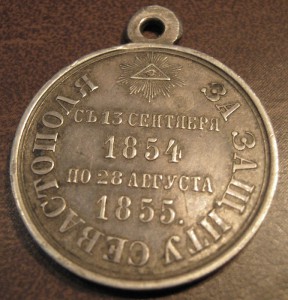 ЗА ЗАЩИТУ СЕВАСТОПОЛЯ
СЪ 13 СЕНТЯБРЯ
1854
ПО 28 АВГУСТА
1855.